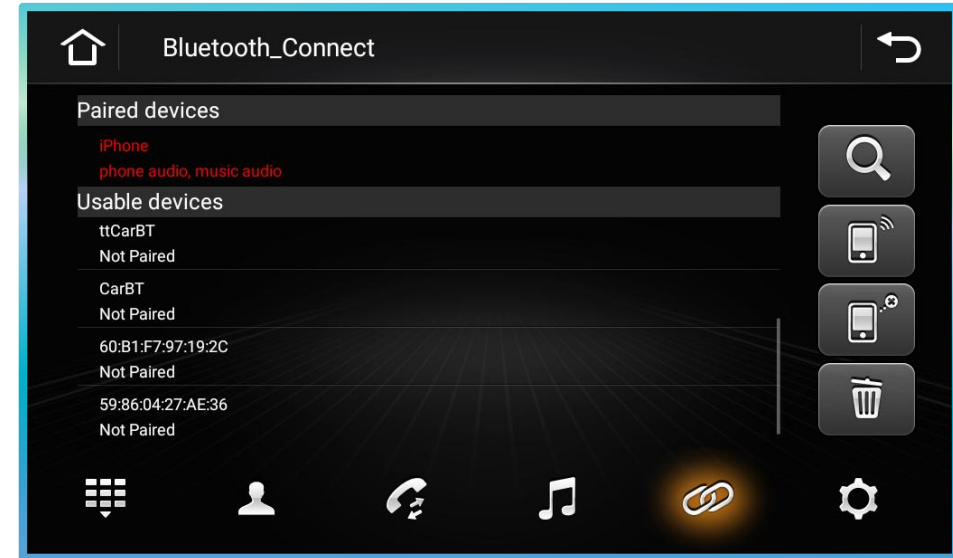 Bluetooth_Connect
Paired devices
iPhone
phone audio, music audio
Usable devices
ttCarBT
Not Paired
CarBT
Not Paired
60:B1:F7:97:19:2C
Not Paired
59:86:04:27:AE:36
Not Paired